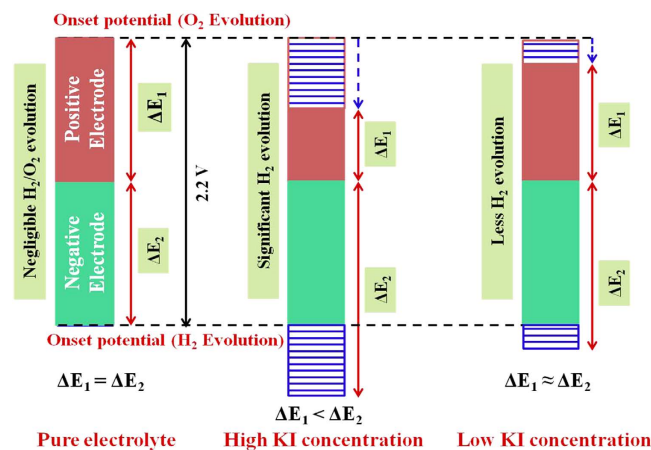 Onset potential (O₂ Evolution)
Negligible H₂/O₂ evolution
Positive
Electrode
Negative
Electrode
ΔE₁
ΔE₂
2.2 V
Significant H₂ evolution
ΔE₁
ΔE₂
Less H₂ evolution
ΔE₁
ΔE₂
Onset potential (H₂ Evolution)
ΔE₁ = ΔE₂
ΔE₁ < ΔE₂
ΔE₁ ≈ ΔE₂
Pure electrolyte
High KI concentration
Low KI concentration